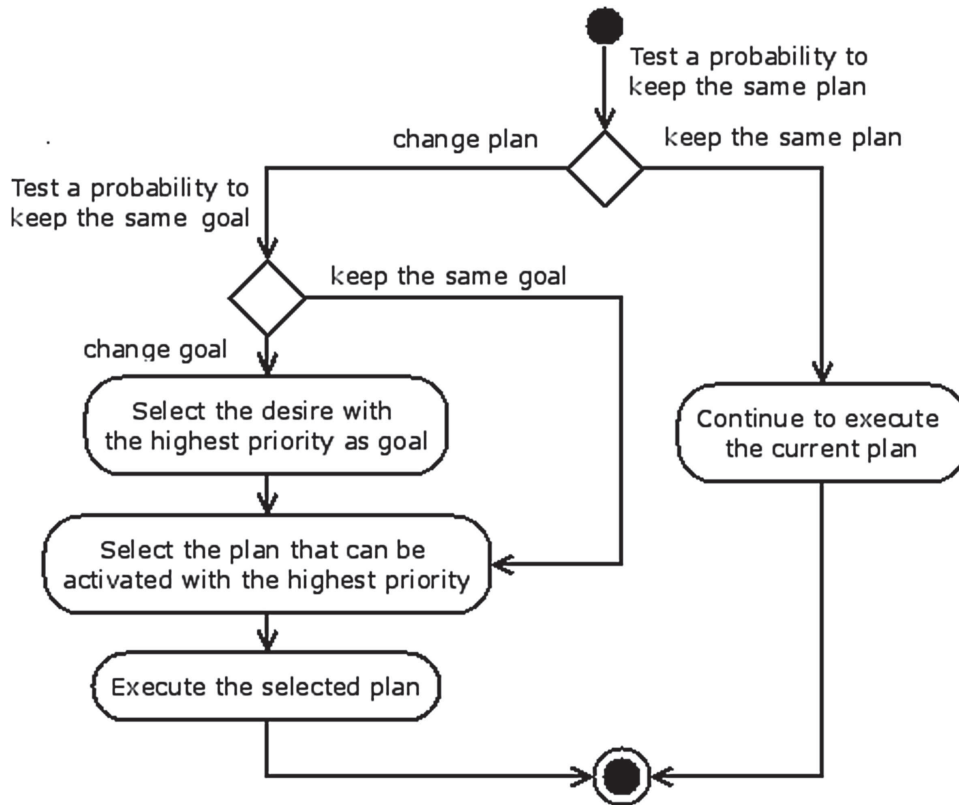 Test a probability to
keep the same plan
change plan
keep the same plan
Test a probability to
keep the same goal
keep the same goal
change goal
Select the desire with
the highest priority as goal
Continue to execute
the current plan
Select the plan that can be
activated with the highest priority
Execute the selected plan